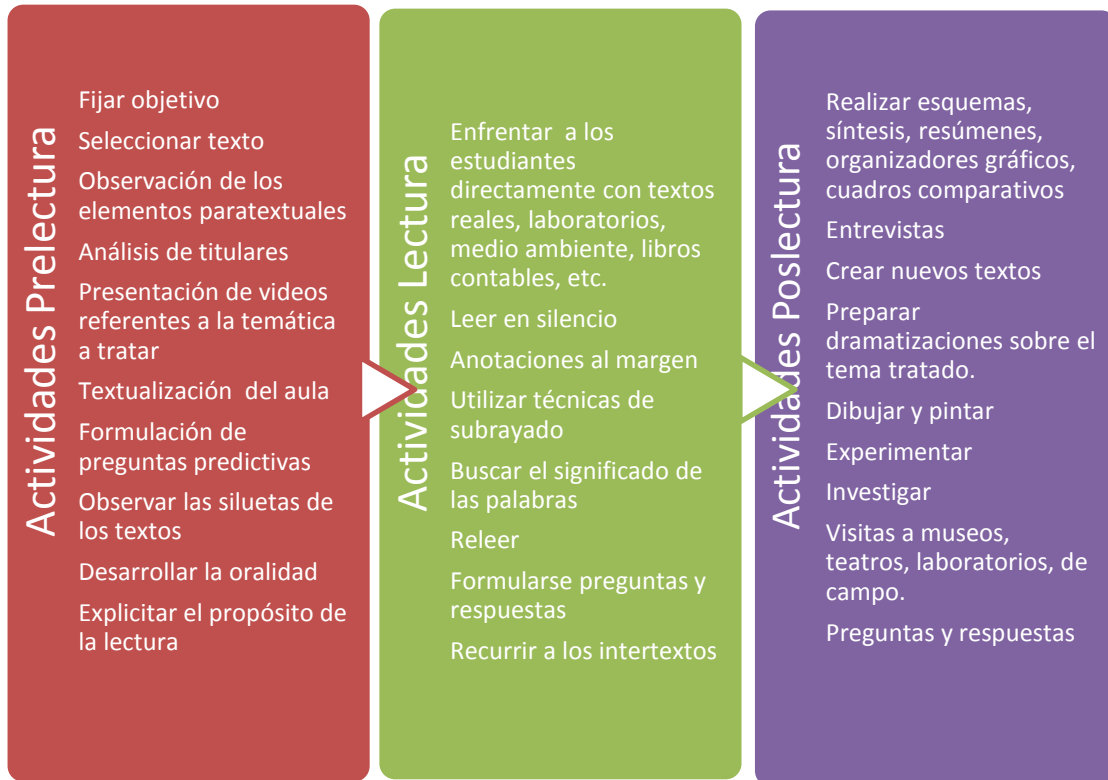 Actividades Prelectura
Fijar objetivo
Seleccionar texto
Observación de los
elementos paratextuales
Análisis de titulares
Presentación de videos
referentes a la temática
a tratar
Textualización del aula
Formulación de
preguntas predictivas
Observar las siluetas de
los textos
Desarrollar la oralidad
Explicitar el propósito de
la lectura
Actividades Lectura
Enfrentar a los
estudiantes
directamente con textos
reales, laboratorios,
medio ambiente, libros
contables, etc.
Leer en silencio
Anotaciones al margen
Utilizar técnicas de
subrayado
Buscar el significado de
las palabras
Releer
Formularse preguntas y
respuestas
Recurrir a los intertextos
Actividades Poslectura
Realizar esquemas,
síntesis, resúmenes,
organizadores gráficos,
cuadros comparativos
Entrevistas
Crear nuevos textos
Preparar
dramatizaciones sobre el
tema tratado.
Dibujar y pintar
Experimentar
Investigar
Visitas a museos,
teatros, laboratorios, de
campo.
Preguntas y respuestas